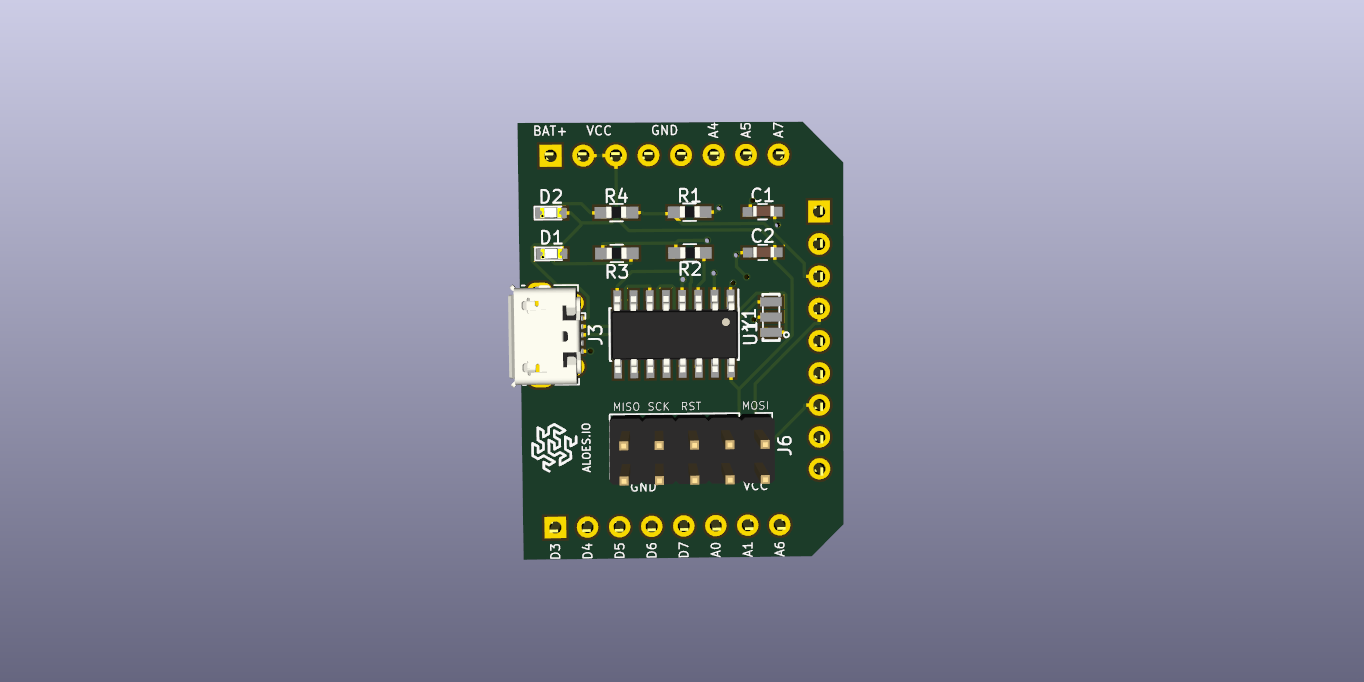 BAT+ VCC GND A4 A5 A7
D2 R4 R1 C1
D1 R3 R2 C2
J3 U1 Y1
MISO SCK RST MOSI
ALOES.IO J6
GND VCC
D3 D4 D5 D6 D7 A0 A1 A6